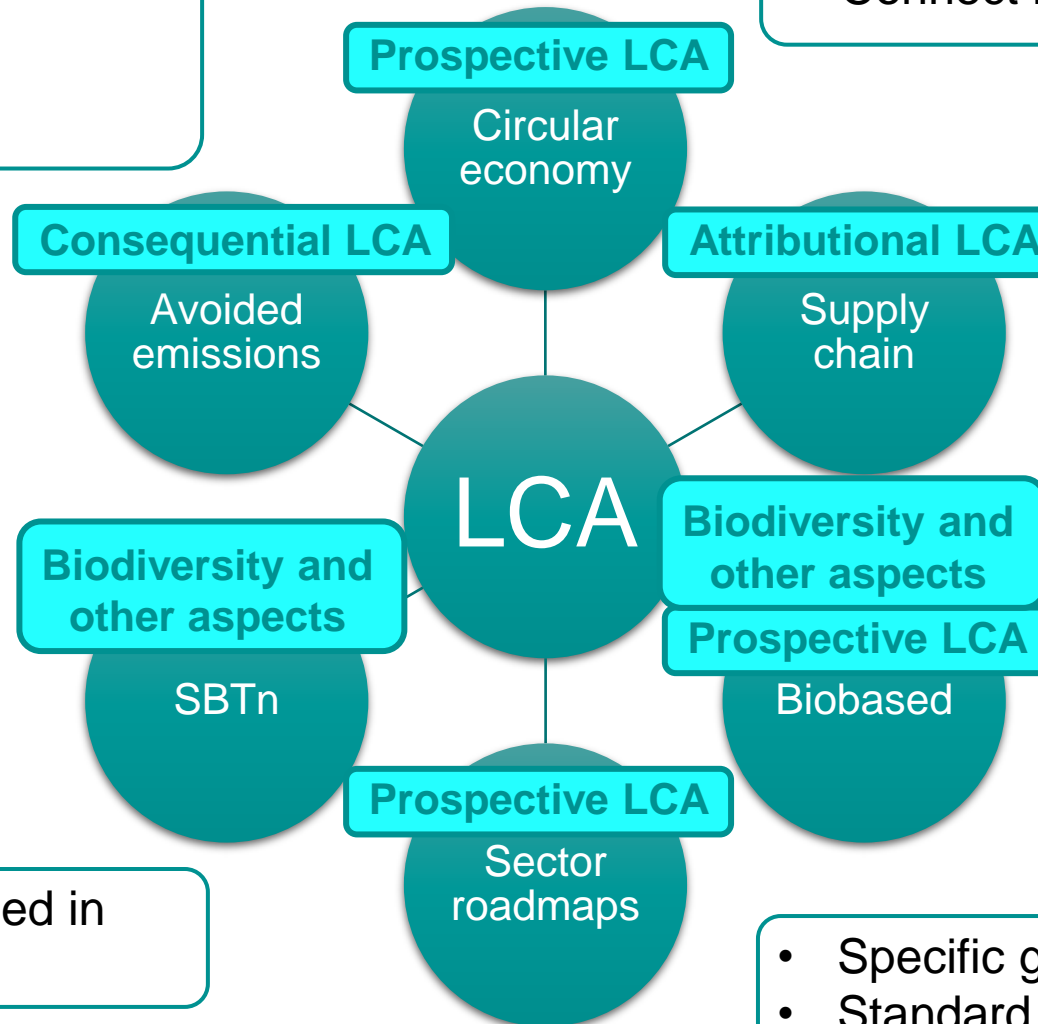 Prospective LCA
Circular
economy
Consequential LCA
Avoided
emissions
Attributional LCA
Supply
chain
LCA
Biodiversity and
other aspects
SBTn
Biodiversity and
other aspects
Prospective LCA
Biobased
Prospective LCA
Sector
roadmaps
ed in
• Specific g
• Standard